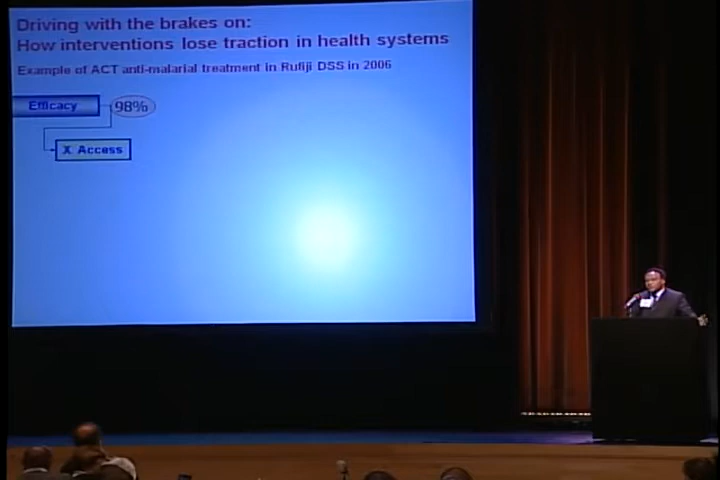 Driving with the brakes on:
How interventions lose traction in health systems
Example of ACT anti-malarial treatment in Rufiji DSS in 2006
Efficacy
98%
X Access